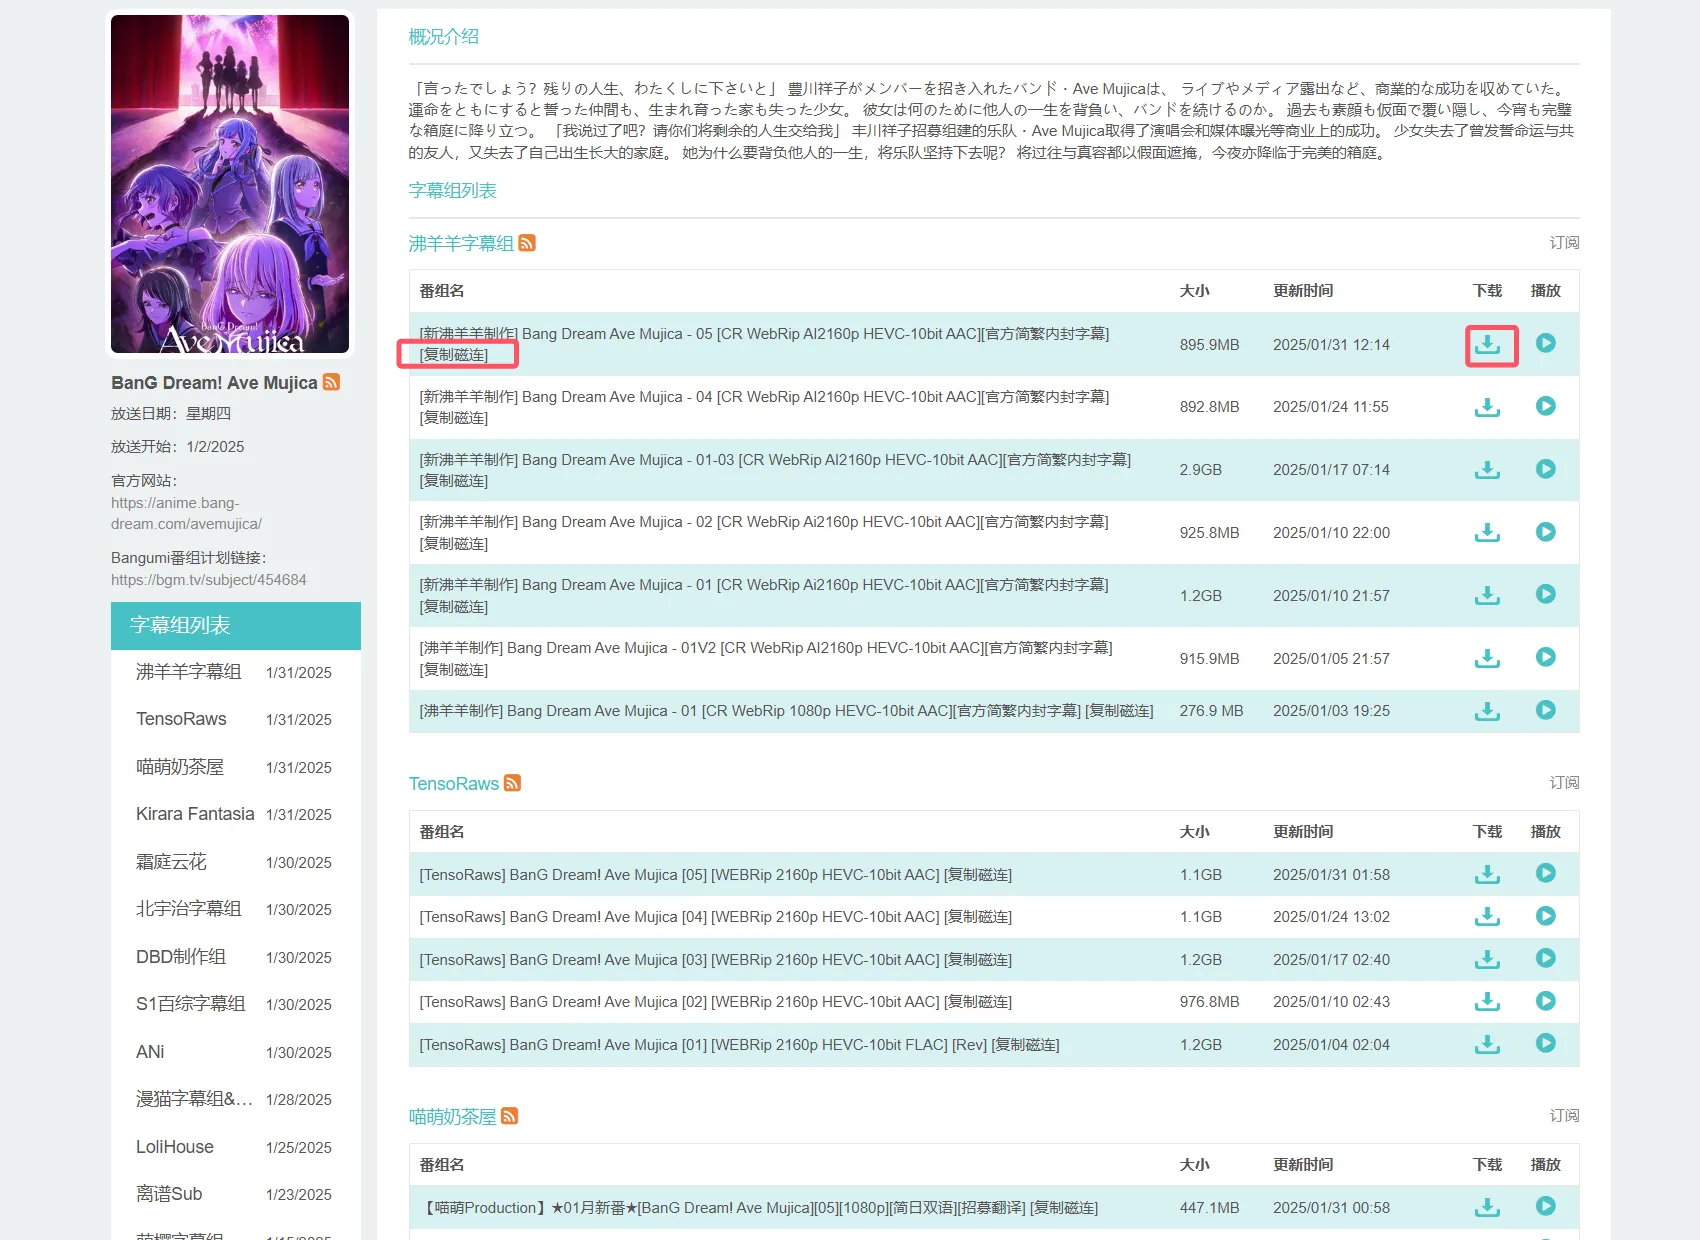 BanG Dream!
Ave Mujica
BanG Dream! Ave Mujica
放送日期：星期四
放送开始：1/2/2025
官方网站：
https://anime.bang-
dream.com/avemujica/
Bangumi番组计划链接：
https://bgm.tv/subject/454684
字幕组列表
沸羊羊字幕组 1/31/2025
TensoRaws 1/31/2025
喵萌奶茶屋 1/31/2025
Kirara Fantasia 1/31/2025
霜庭云花 1/30/2025
北宇治字幕组 1/30/2025
DBD制作组 1/30/2025
S1百综字幕组 1/30/2025
ANi 1/30/2025
漫猫字幕组&… 1/28/2025
LoliHouse 1/25/2025
离谱Sub 1/23/2025
概况介绍
「言ったでしょう？残りの人生、わたくしに下さいと」 豊川祥子がメンバーを招き入れたバンド・Ave Mujicaは、 ライブやメディア露出など、商業的な成功を収めていた。
運命をともにすると誓った仲間も、生まれ育った家も失った少女。 彼女は何のために他人の一生を背負い、バンドを続けるのか。 過去も素顔も仮面で覆い隠し、今宵も完璧
な箱庭に降り立つ。 「我说过了吧？请你们将剩余的人生交给我」 丰川祥子招募组建的乐队・Ave Mujica取得了演唱会和媒体曝光等商业上的成功。 少女失去了曾发誓命运与共
的友人，又失去了自己出生长大的家庭。 她为什么要背负他人的一生，将乐队坚持下去呢？ 将过往与真容都以假面遮掩，今夜亦降临于完美的箱庭。
字幕组列表
沸羊羊字幕组 订阅
番组名 大小 更新时间 下载 播放
[新沸羊羊制作] Bang Dream Ave Mujica - 05 [CR WebRip AI2160p HEVC-10bit AAC][官方简繁内封字幕]
[复制磁连] 895.9MB 2025/01/31 12:14
[新沸羊羊制作] Bang Dream Ave Mujica - 04 [CR WebRip AI2160p HEVC-10bit AAC][官方简繁内封字幕]
[复制磁连] 892.8MB 2025/01/24 11:55
[新沸羊羊制作] Bang Dream Ave Mujica - 01-03 [CR WebRip AI2160p HEVC-10bit AAC][官方简繁内封字幕]
[复制磁连] 2.9GB 2025/01/17 07:14
[新沸羊羊制作] Bang Dream Ave Mujica - 02 [CR WebRip Ai2160p HEVC-10bit AAC][官方简繁内封字幕]
[复制磁连] 925.8MB 2025/01/10 22:00
[新沸羊羊制作] Bang Dream Ave Mujica - 01 [CR WebRip Ai2160p HEVC-10bit AAC][官方简繁内封字幕]
[复制磁连] 1.2GB 2025/01/10 21:57
[沸羊羊制作] Bang Dream Ave Mujica - 01V2 [CR WebRip AI2160p HEVC-10bit AAC][官方简繁内封字幕]
[复制磁连] 915.9MB 2025/01/05 21:57
[沸羊羊制作] Bang Dream Ave Mujica - 01 [CR WebRip 1080p HEVC-10bit AAC][官方简繁内封字幕] [复制磁连] 276.9 MB 2025/01/03 19:25
TensoRaws 订阅
番组名 大小 更新时间 下载 播放
[TensoRaws] BanG Dream! Ave Mujica [05] [WEBRip 2160p HEVC-10bit AAC] [复制磁连] 1.1GB 2025/01/31 01:58
[TensoRaws] BanG Dream! Ave Mujica [04] [WEBRip 2160p HEVC-10bit AAC] [复制磁连] 1.1GB 2025/01/24 13:02
[TensoRaws] BanG Dream! Ave Mujica [03] [WEBRip 2160p HEVC-10bit AAC] [复制磁连] 1.2GB 2025/01/17 02:40
[TensoRaws] BanG Dream! Ave Mujica [02] [WEBRip 2160p HEVC-10bit AAC] [复制磁连] 976.8MB 2025/01/10 02:43
[TensoRaws] BanG Dream! Ave Mujica [01] [WEBRip 2160p HEVC-10bit FLAC] [Rev] [复制磁连] 1.2GB 2025/01/04 02:04
喵萌奶茶屋 订阅
番组名 大小 更新时间 下载 播放
【喵萌Production】★01月新番★[BanG Dream! Ave Mujica][05][1080p][简日双语][招募翻译] [复制磁连] 447.1MB 2025/01/31 00:58